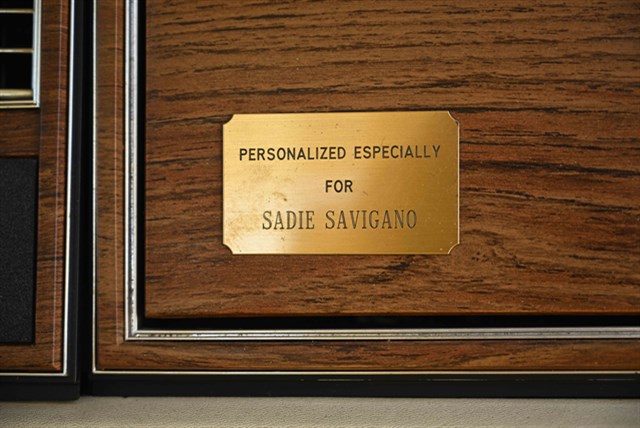 PERSONALIZED ESPECIALLY
FOR
SADIE SAVIGANO